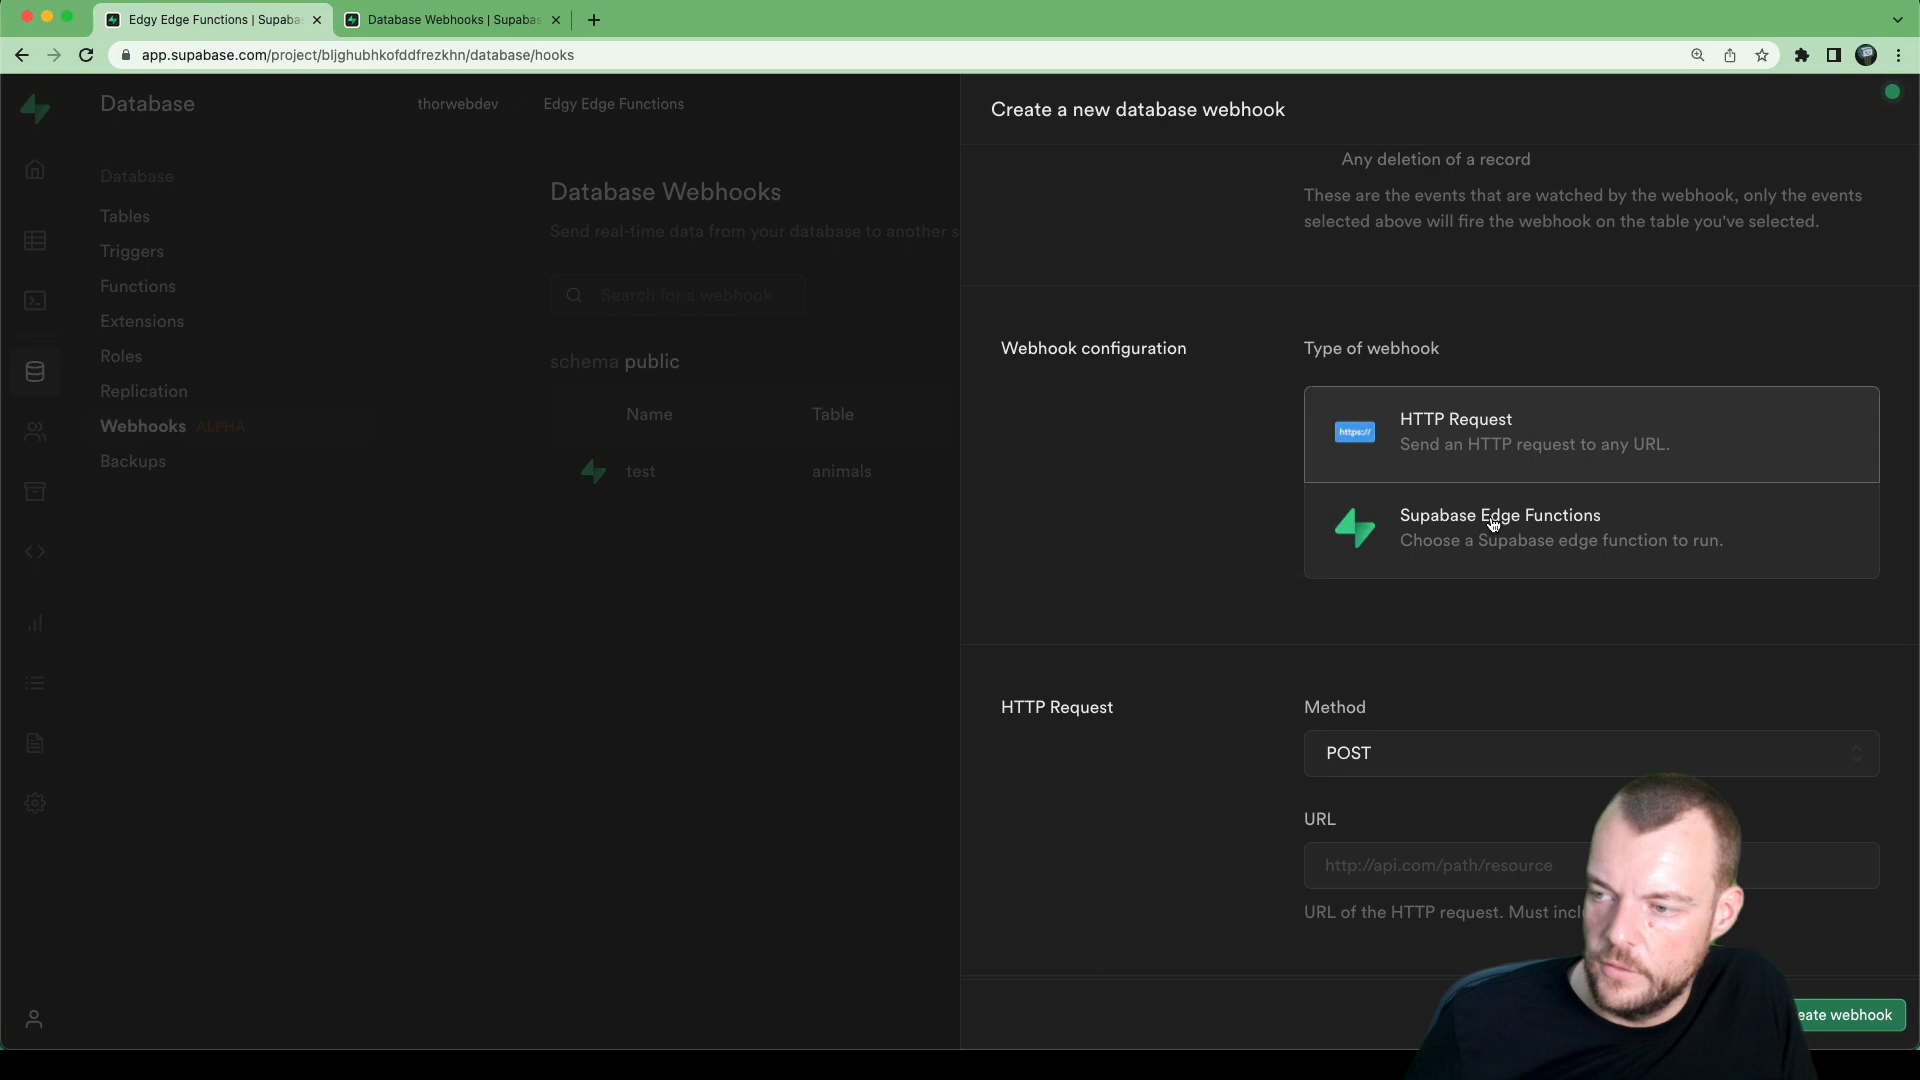 Edgy Edge Functions | Supabas
Database Webhooks | Supabas
app.supabase.com/project/bljghubhkofddfrezkhn/database/hooks
Database
thorwebdev
Edgy Edge Functions
Create a new database webhook
Database
Tables
Triggers
Functions
Extensions
Roles
Replication
Webhooks ALPHA
Backups
Database Webhooks
Send real-time data from your database to another s
Search for a webhook
schema public
Name
Table
test
animals
Any deletion of a record
These are the events that are watched by the webhook, only the events
selected above will fire the webhook on the table you've selected.
Webhook configuration
Type of webhook
https://
HTTP Request
Send an HTTP request to any URL.
Supabase Edge Functions
Choose a Supabase edge function to run.
HTTP Request
Method
POST
URL
http://api.com/path/resource
URL of the HTTP request. Must incl
eate webhook